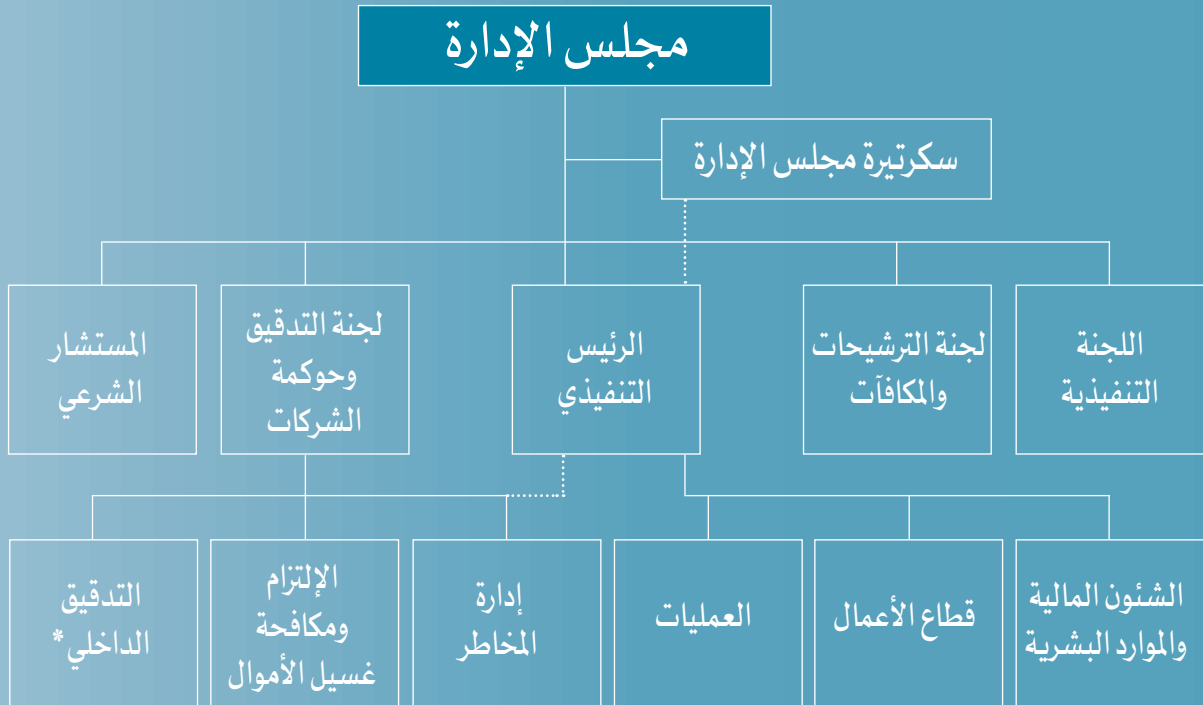 مجلس الإدارة
سكرتيرة مجلس الإدارة
اللجنة
التنفيذية
لجنة الترشيحات
والمكافآت
الرئيس
التنفيذي
لجنة التدقيق
وحوكمة
الشركات
المستشار
الشرعي
الشئون المالية
والموارد البشرية
قطاع الأعمال
العمليات
إدارة
المخاطر
الإلتزام
ومكافحة
غسيل الأموال
التدقيق
الداخلي*